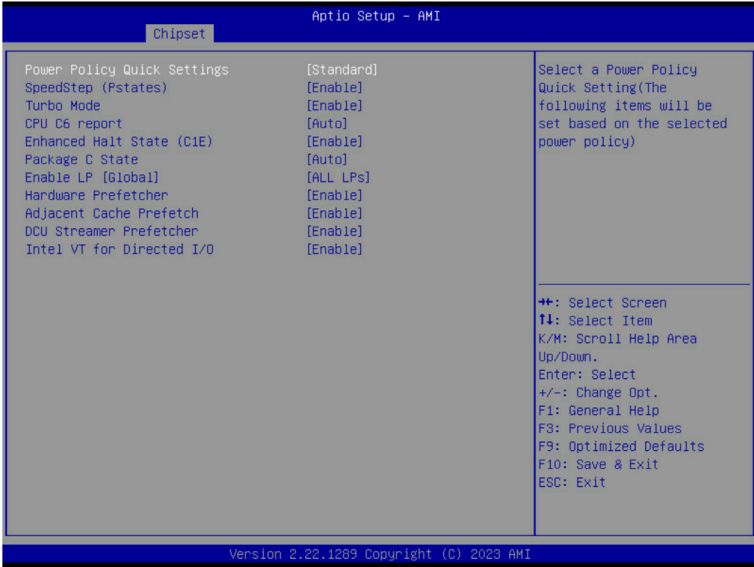 Aptio Setup – AMI
Chipset
Power Policy Quick Settings [Standard]
SpeedStep (Pstates) [Enable]
Turbo Mode [Enable]
CPU C6 report [Auto]
Enhanced Halt State (C1E) [Enable]
Package C State [Auto]
Enable LP [Global] [ALL LPs]
Hardware Prefetcher [Enable]
Adjacent Cache Prefetch [Enable]
DCU Streamer Prefetcher [Enable]
Intel VT for Directed I/O [Enable]
Select a Power Policy
Quick Setting(The
following items will be
set based on the selected
power policy)
→←: Select Screen
↑↓: Select Item
K/M: Scroll Help Area
Up/Down.
Enter: Select
+/-: Change Opt.
F1: General Help
F3: Previous Values
F9: Optimized Defaults
F10: Save & Exit
ESC: Exit
Version 2.22.1289 Copyright (C) 2023 AMI